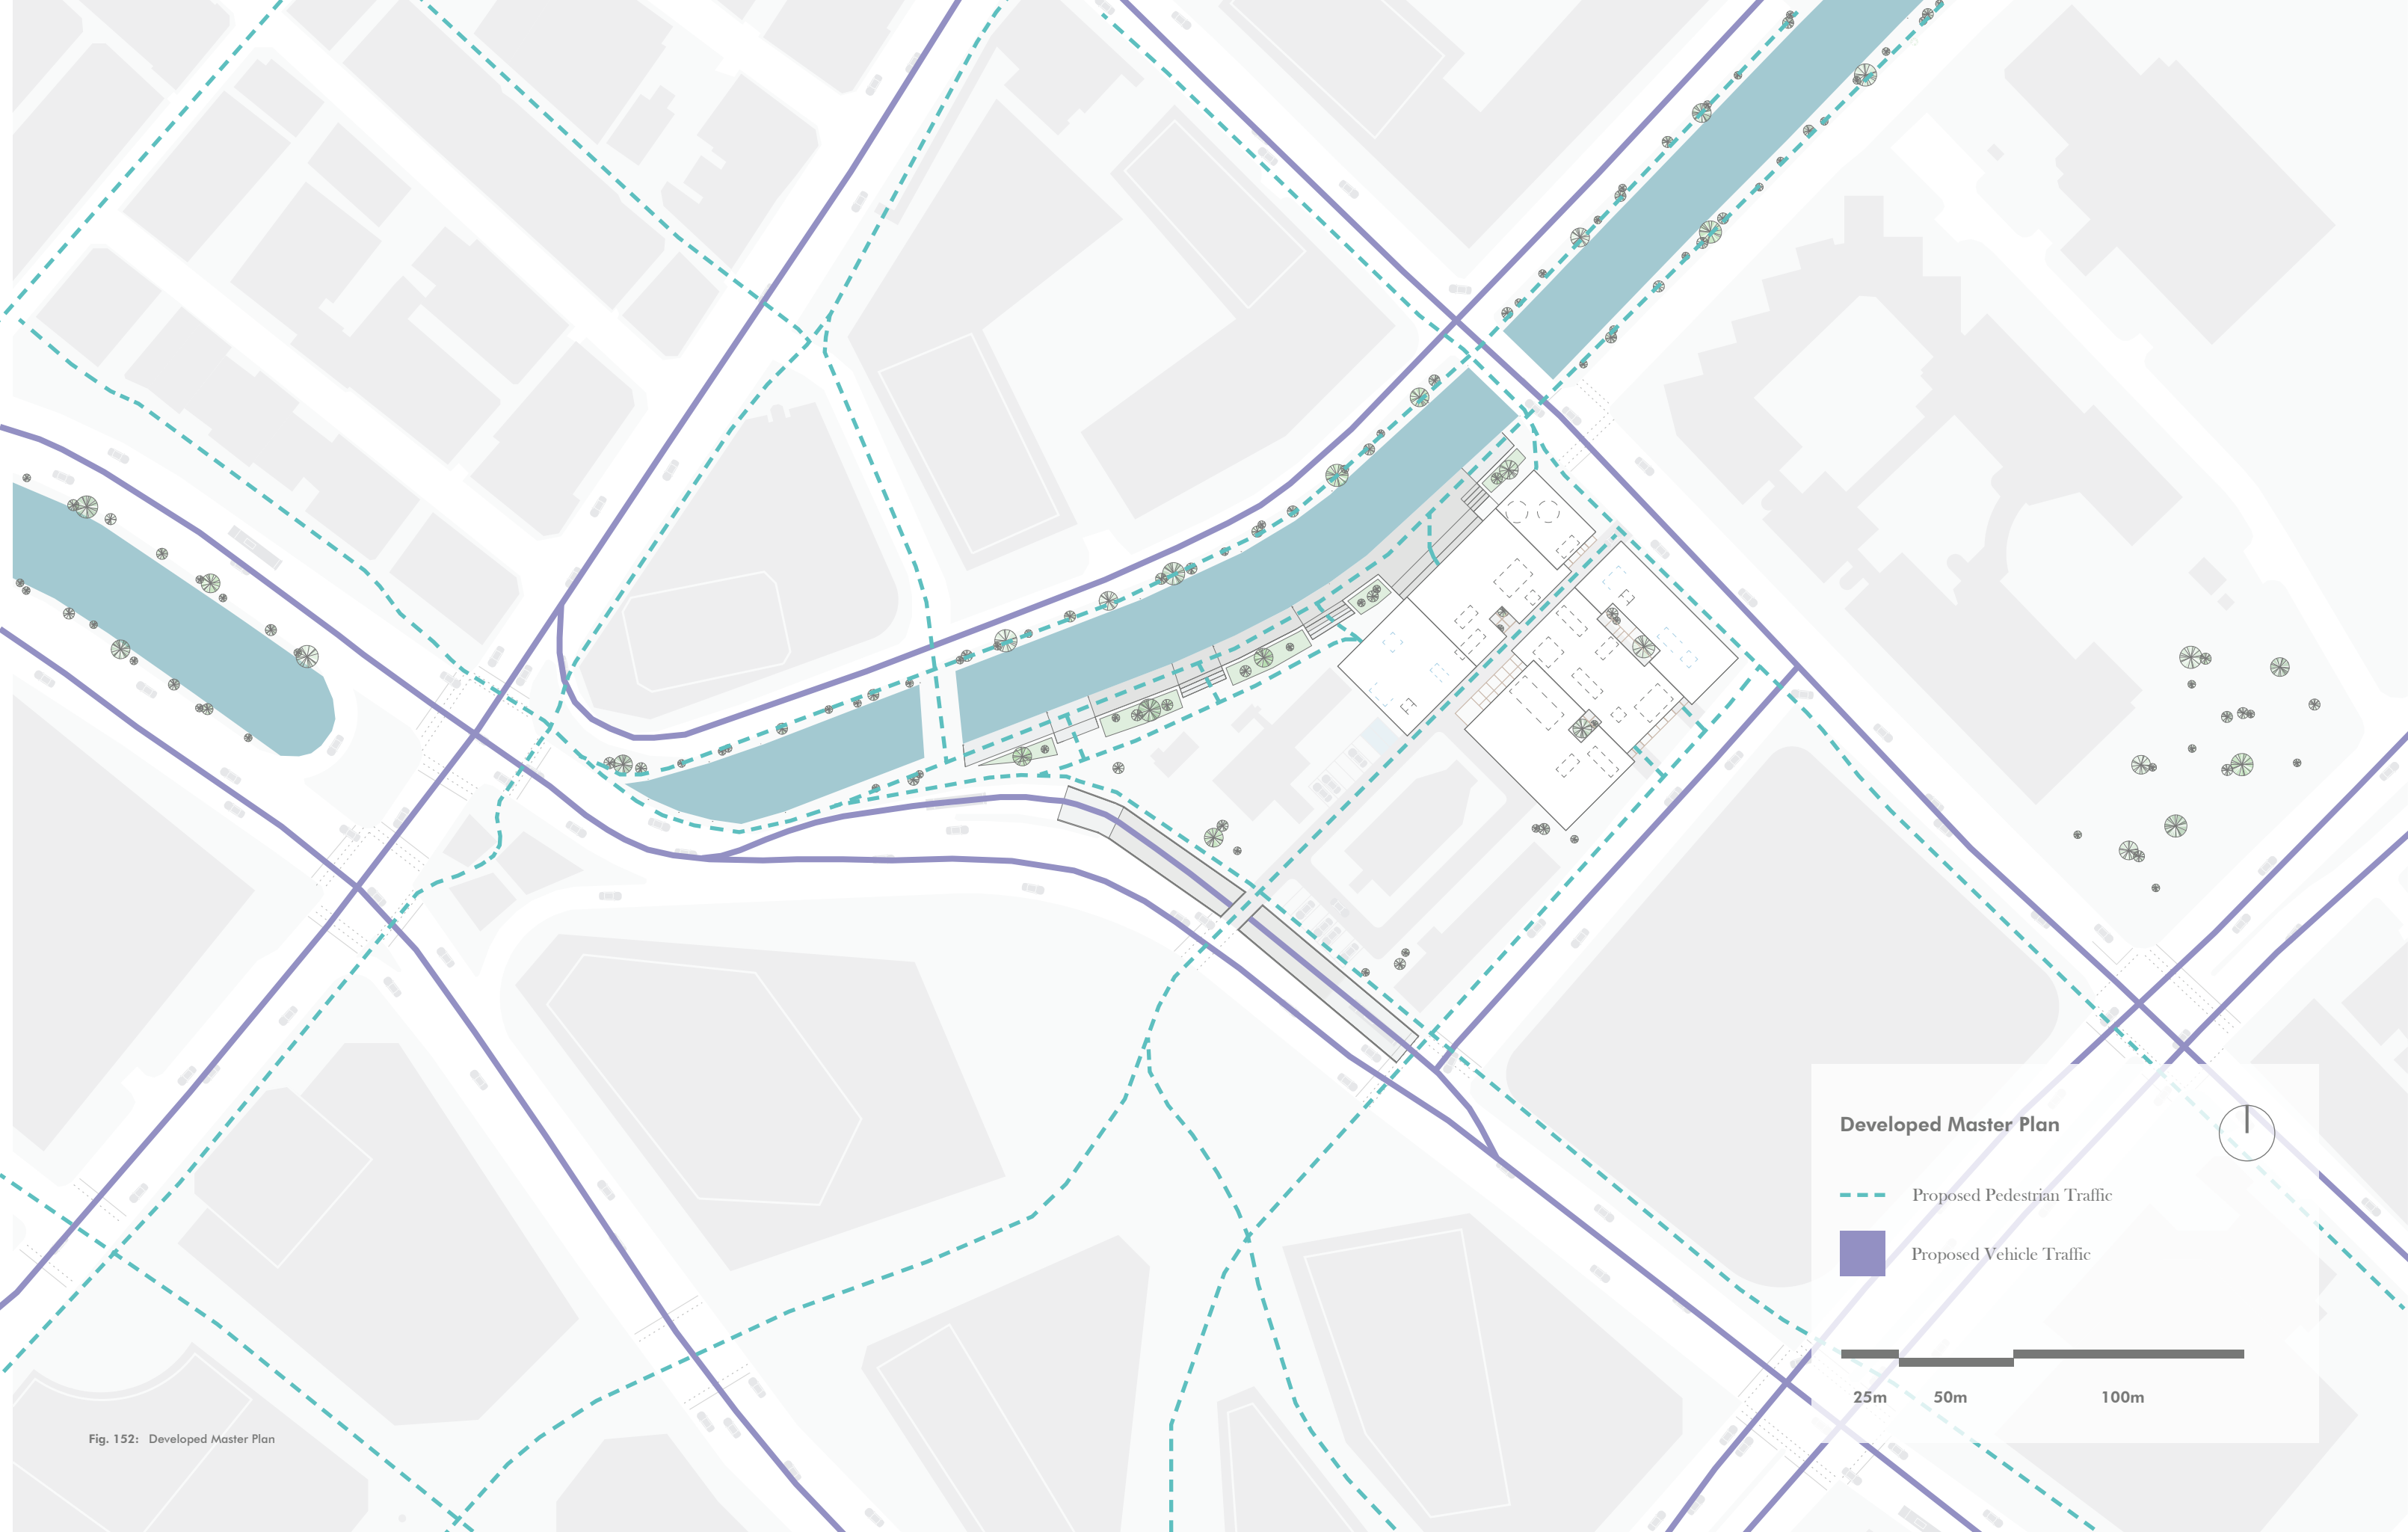 Developed Master Plan
Proposed Pedestrian Traffic
Proposed Vehicle Traffic
25m 50m 100m
Fig. 152: Developed Master Plan